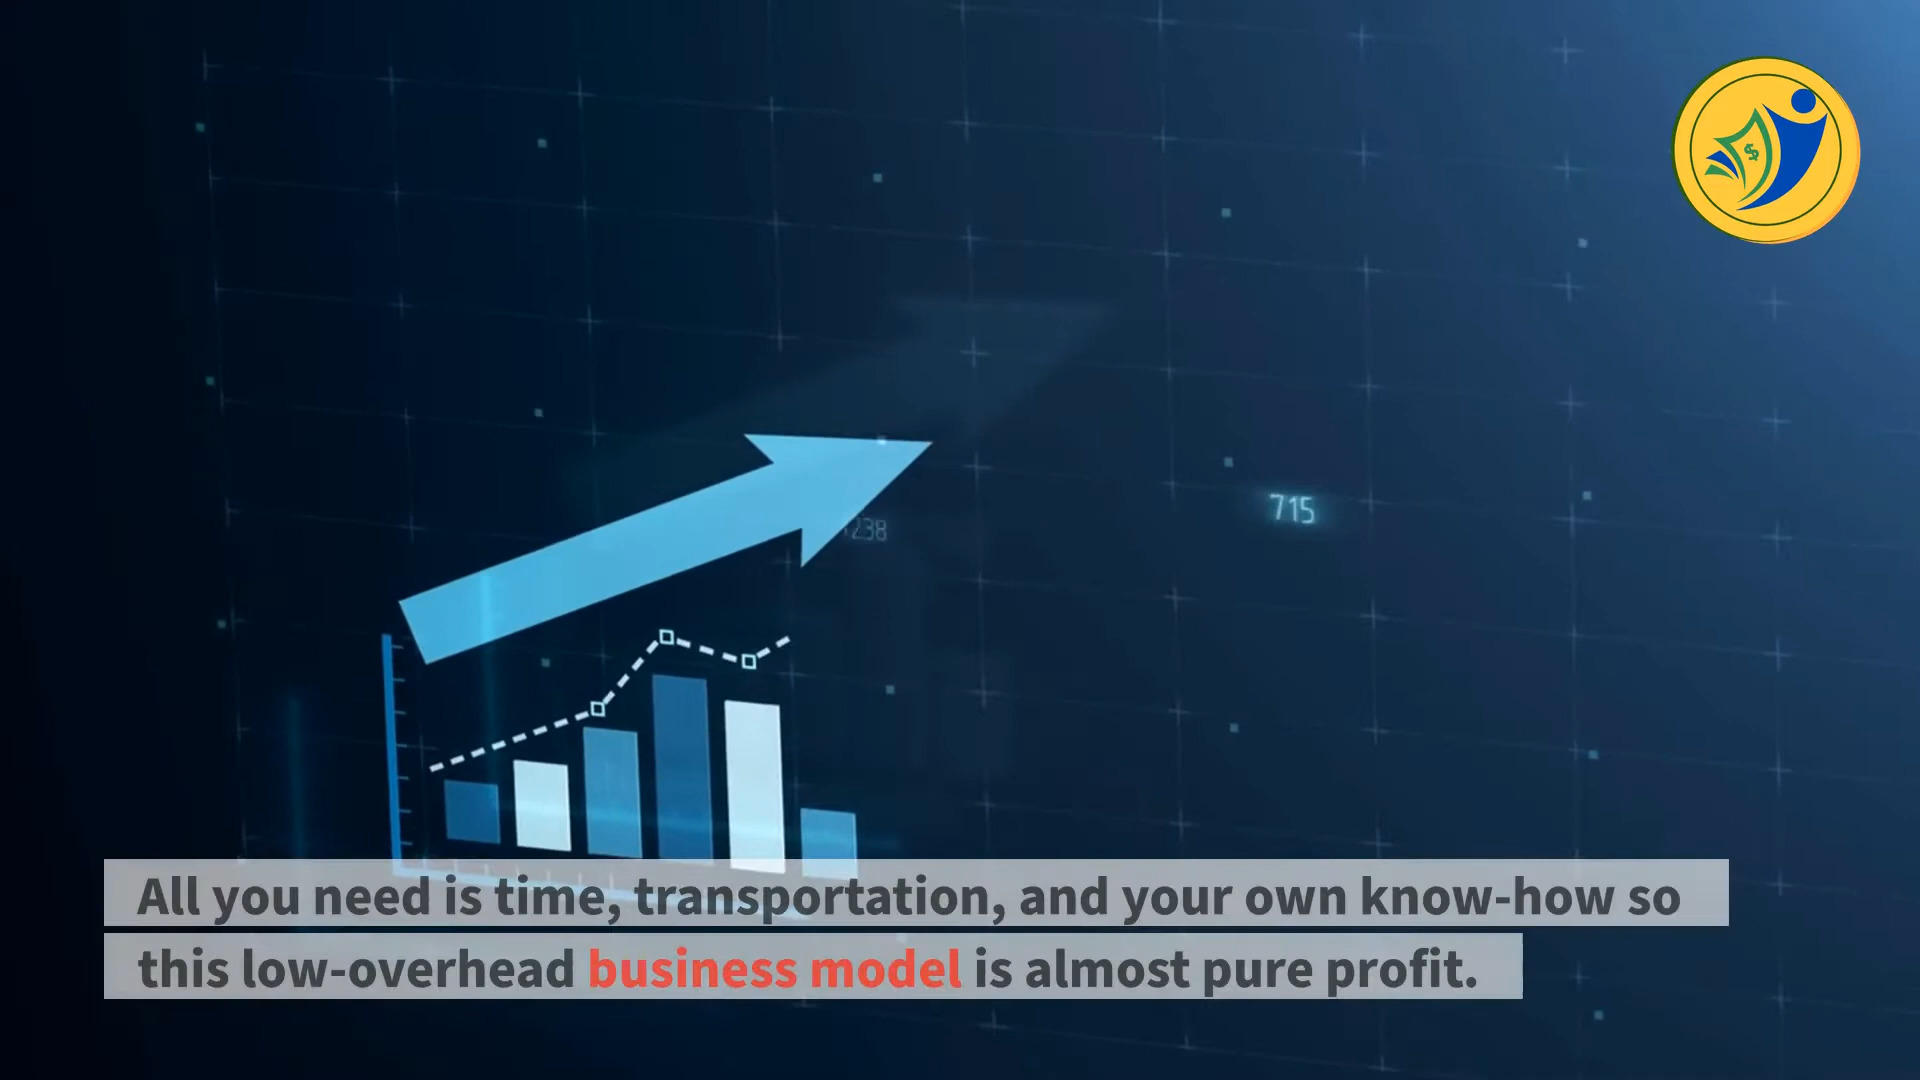 $
715
238
All you need is time, transportation, and your own know-how so
this low-overhead business model is almost pure profit.